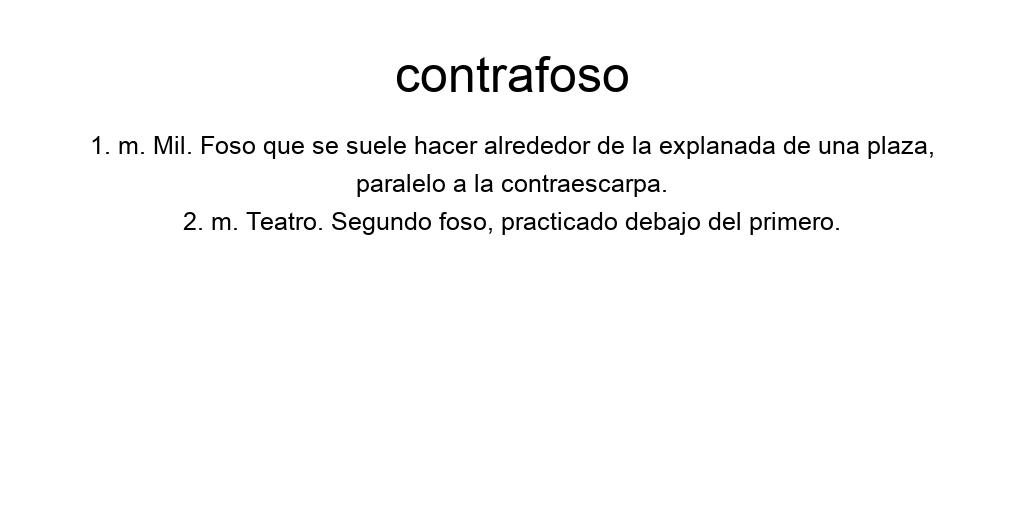 contrafoso
1. m. Mil. Foso que se suele hacer alrededor de la explanada de una plaza,
paralelo a la contraescarpa.
2. m. Teatro. Segundo foso, practicado debajo del primero.